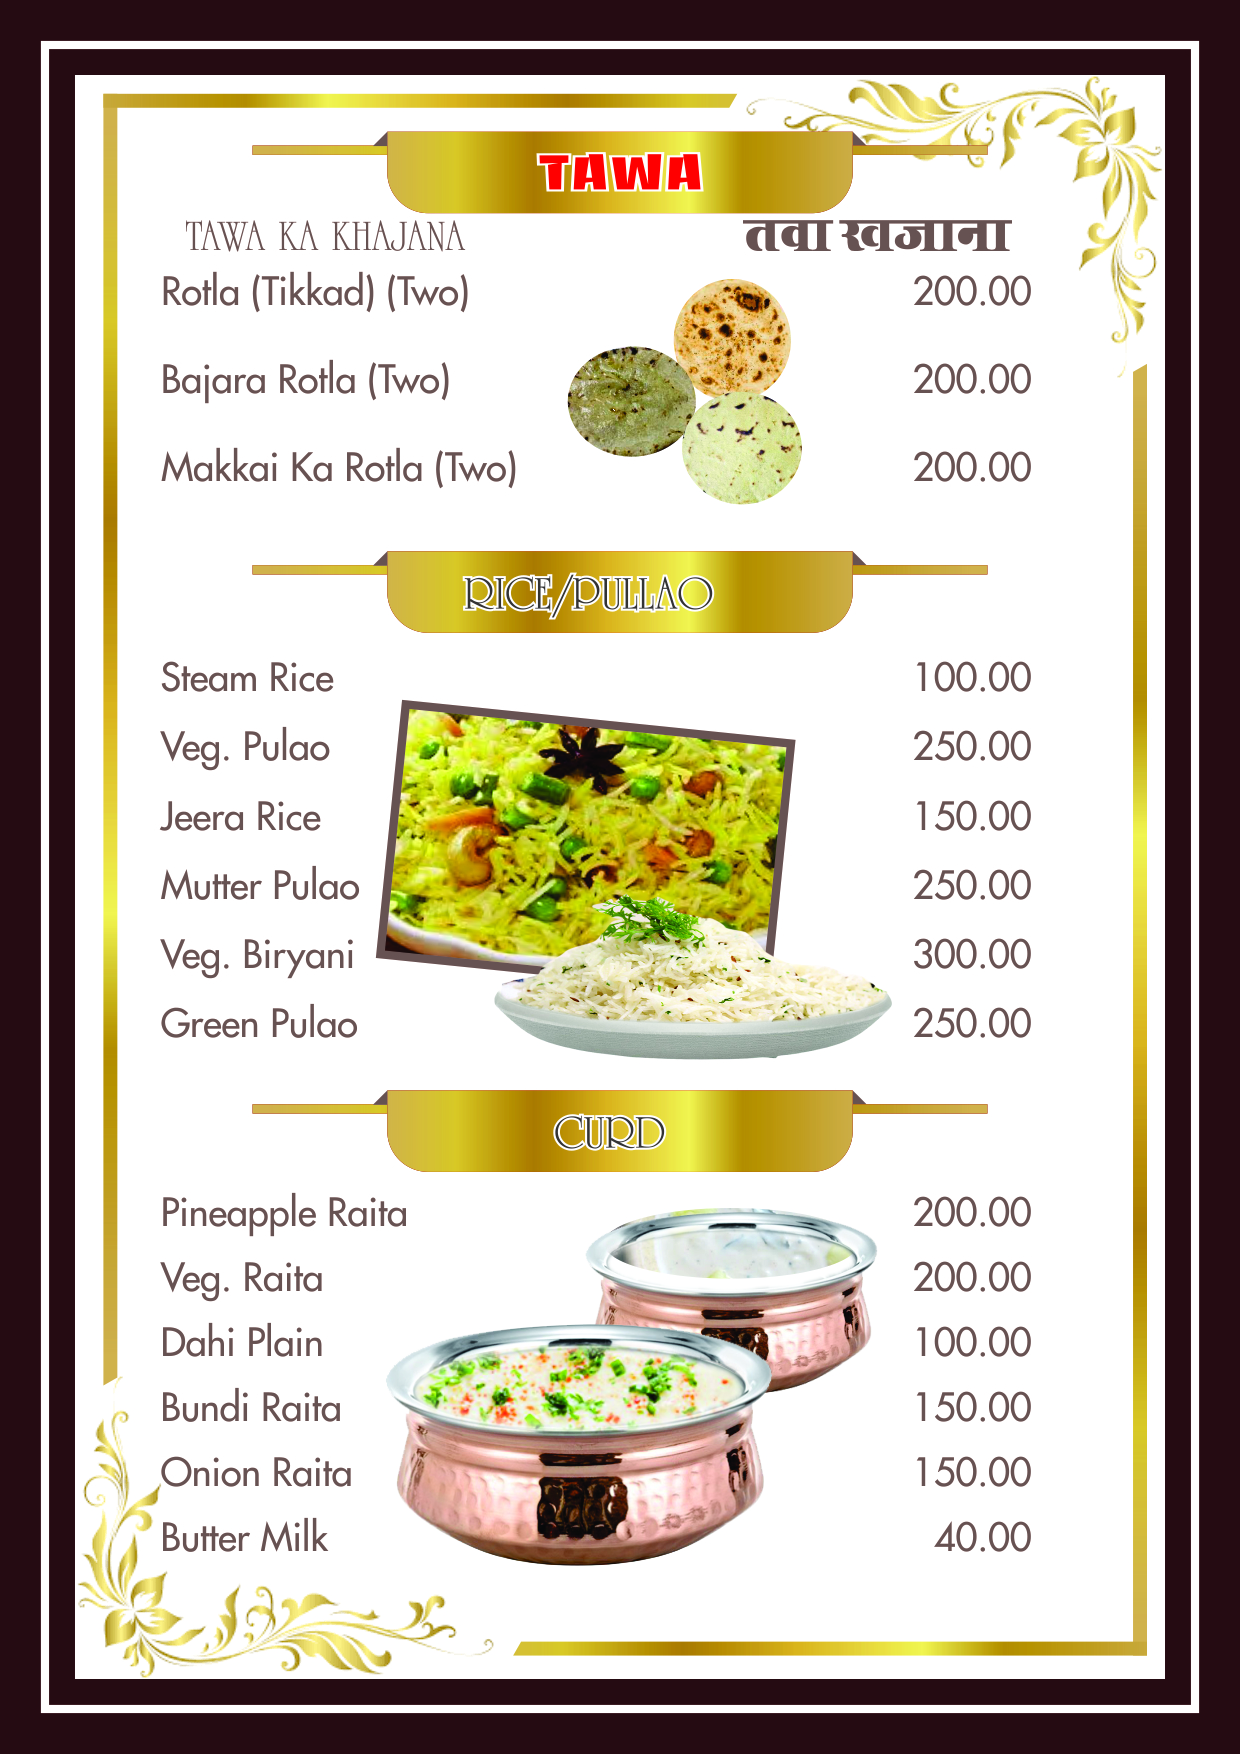 TAWA
TAWA KA KHAJANA तवा खजाना
Rotla (Tikkad) (Two) 200.00
Bajara Rotla (Two) 200.00
Makkai Ka Rotla (Two) 200.00
RICE/PULLAO
Steam Rice 100.00
Veg. Pulao 250.00
Jeera Rice 150.00
Mutter Pulao 250.00
Veg. Biryani 300.00
Green Pulao 250.00
CURD
Pineapple Raita 200.00
Veg. Raita 200.00
Dahi Plain 100.00
Bundi Raita 150.00
Onion Raita 150.00
Butter Milk 40.00